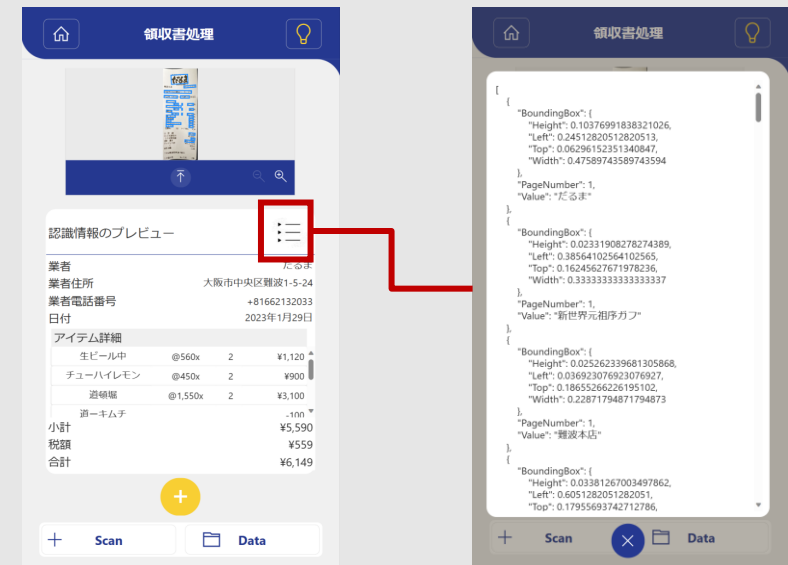 領収書処理
認識情報のプレビュー
業者 だるま
業者住所 大阪市中央区難波1-5-24
業者電話番号 +81662132033
日付 2023年1月29日
アイテム詳細
生ビール中 @560x 2 ¥1,120
チューハイレモン @450x 2 ¥900
道頓堀 @1,550x 2 ¥3,100
道一キムチ -100
小計 ¥5,590
税額 ¥559
合計 ¥6,149
+
Scan
Data
領収書処理
[
{
"BoundingBox": {
"Height": 0.10376991838321026,
"Left": 0.24512820512820513,
"Top": 0.06296152351340847,
"Width": 0.47589743589743594
},
"PageNumber": 1,
"Value": "だるま"
},
{
"BoundingBox": {
"Height": 0.02331908278274389,
"Left": 0.38564102564102565,
"Top": 0.16245627671978236,
"Width": 0.33333333333333337
},
"PageNumber": 1,
"Value": "新世界元祖序ガフ"
},
{
"BoundingBox": {
"Height": 0.025262339681305868,
"Left": 0.036923076923076927,
"Top": 0.18655266226195102,
"Width": 0.22871794871794873
},
"PageNumber": 1,
"Value": "難波本店"
},
{
"BoundingBox": {
"Height": 0.03381267003497862,
"Left": 0.6051282051282051,
"Top": 0.17955693742712786,
Scan
Data